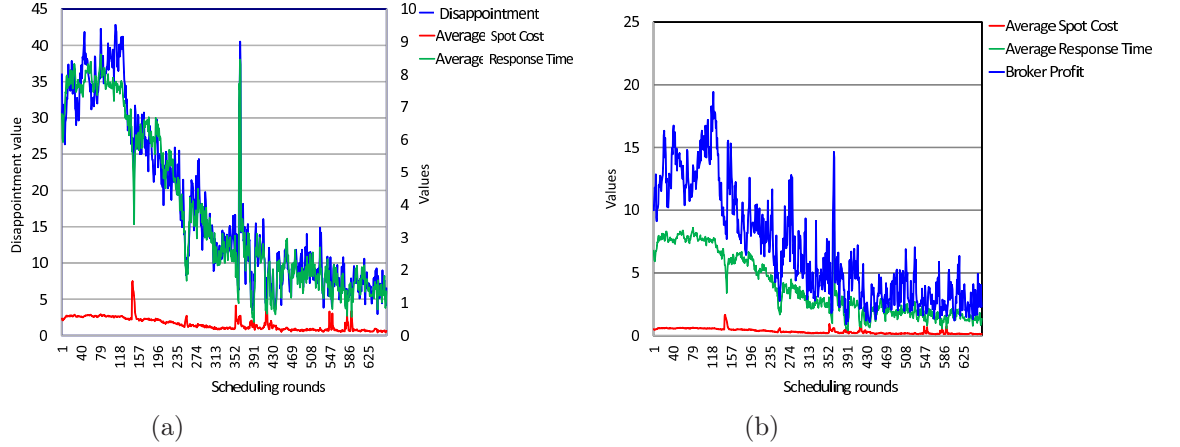 45
40
35
30
25
20
15
10
5
0
Disappointment value
10
9
8
7
6
5
4
3
2
1
0
Values
Disappointment
Average Spot Cost
Average Response Time
1 40 79 118 157 196 235 274 313 352 391 430 469 508 547 586 625
Scheduling rounds
(a)
25
20
15
10
5
0
Values
Average Spot Cost
Average Response Time
Broker Profit
1 40 79 118 157 196 235 274 313 352 391 430 469 508 547 586 625
Scheduling rounds
(b)